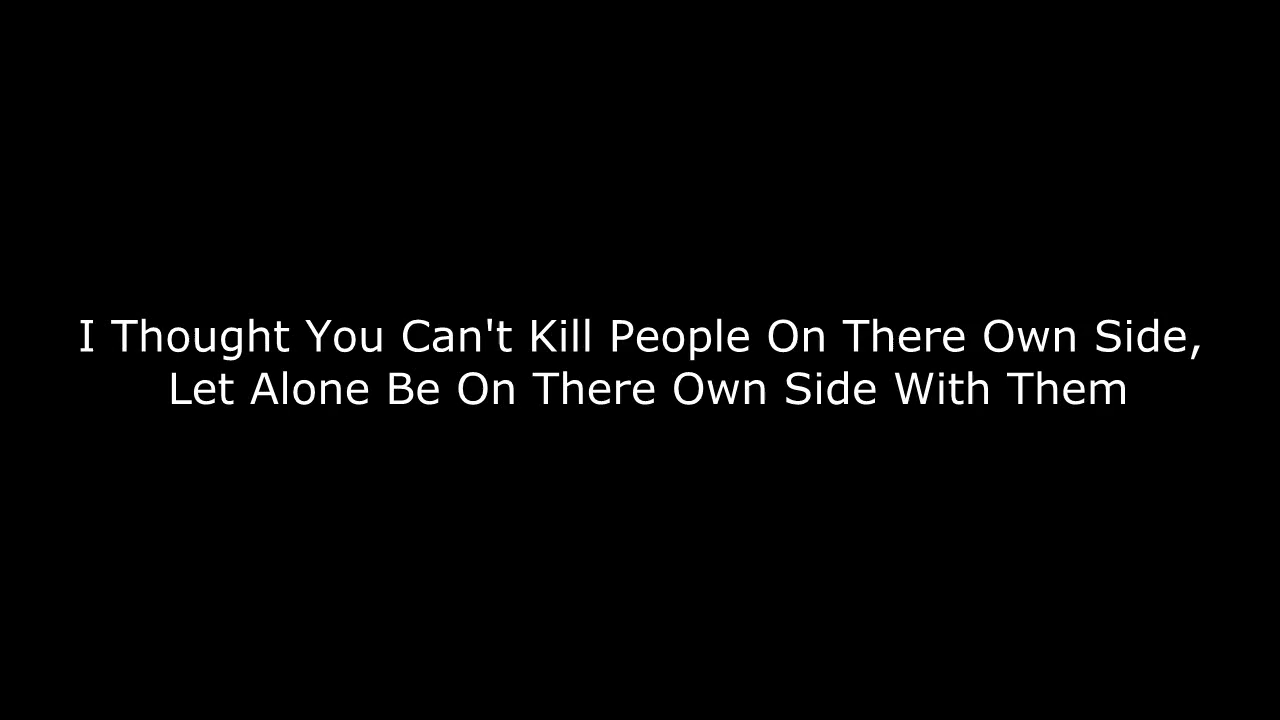 I Thought You Can't Kill People On There Own Side,
Let Alone Be On There Own Side With Them